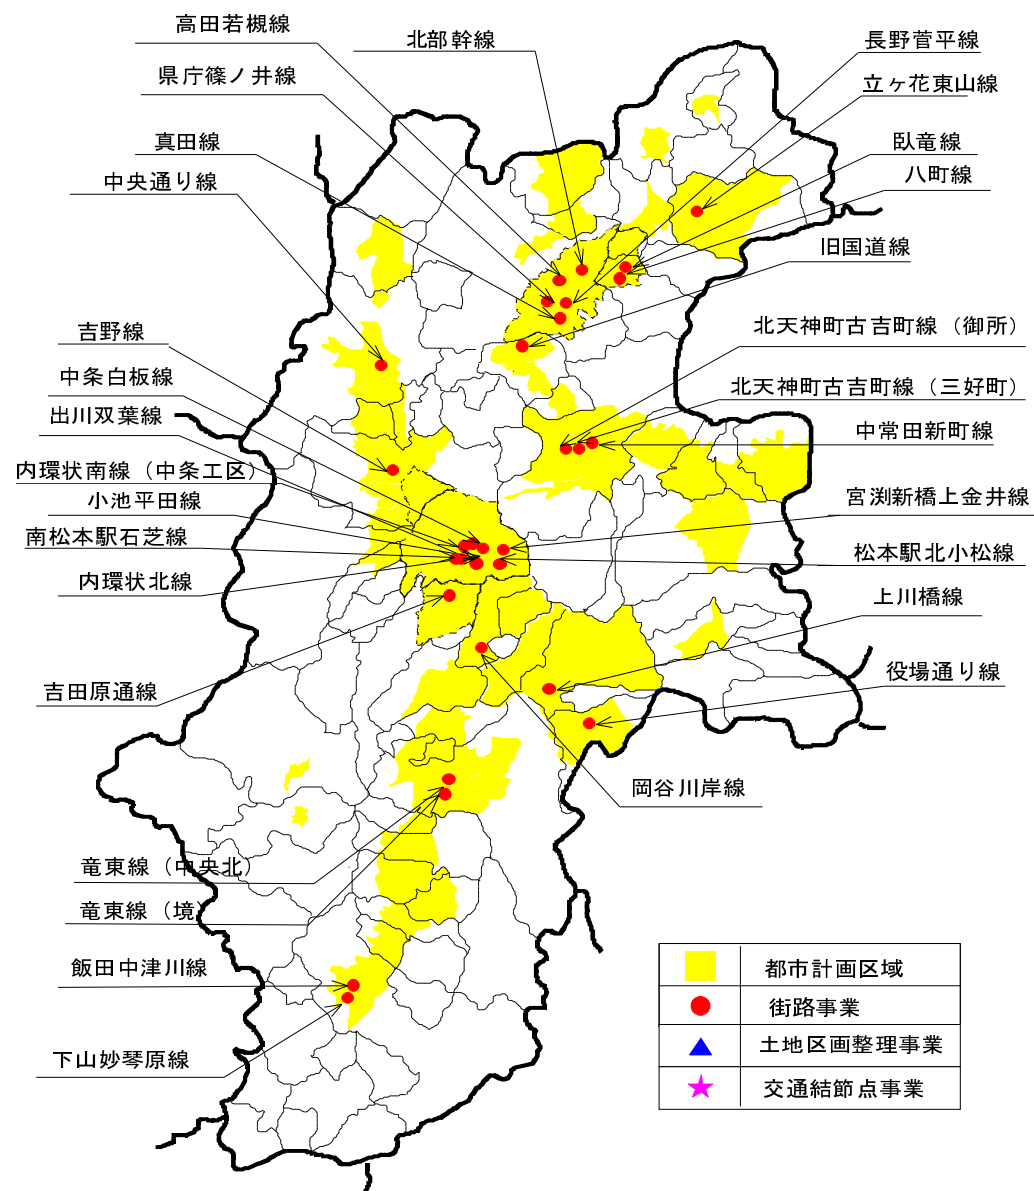 高田若槻線
北部幹線
長野菅平線
県庁篠ノ井線
立ヶ花東山線
真田線
臥竜線
中央通り線
八町線
旧国道線
吉野線
北天神町古吉町線（御所）
中条白板線
北天神町古吉町線（三好町）
出川双葉線
中常田新町線
内環状南線（中条工区）
小池平田線
宮渕新橋上金井線
南松本駅石芝線
松本駅北小松線
内環状北線
上川橋線
吉田原通線
役場通り線
岡谷川岸線
竜東線（中央北）
竜東線（境）
飯田中津川線
下山妙琴原線
都市計画区域
街路事業
土地区画整理事業
交通結節点事業